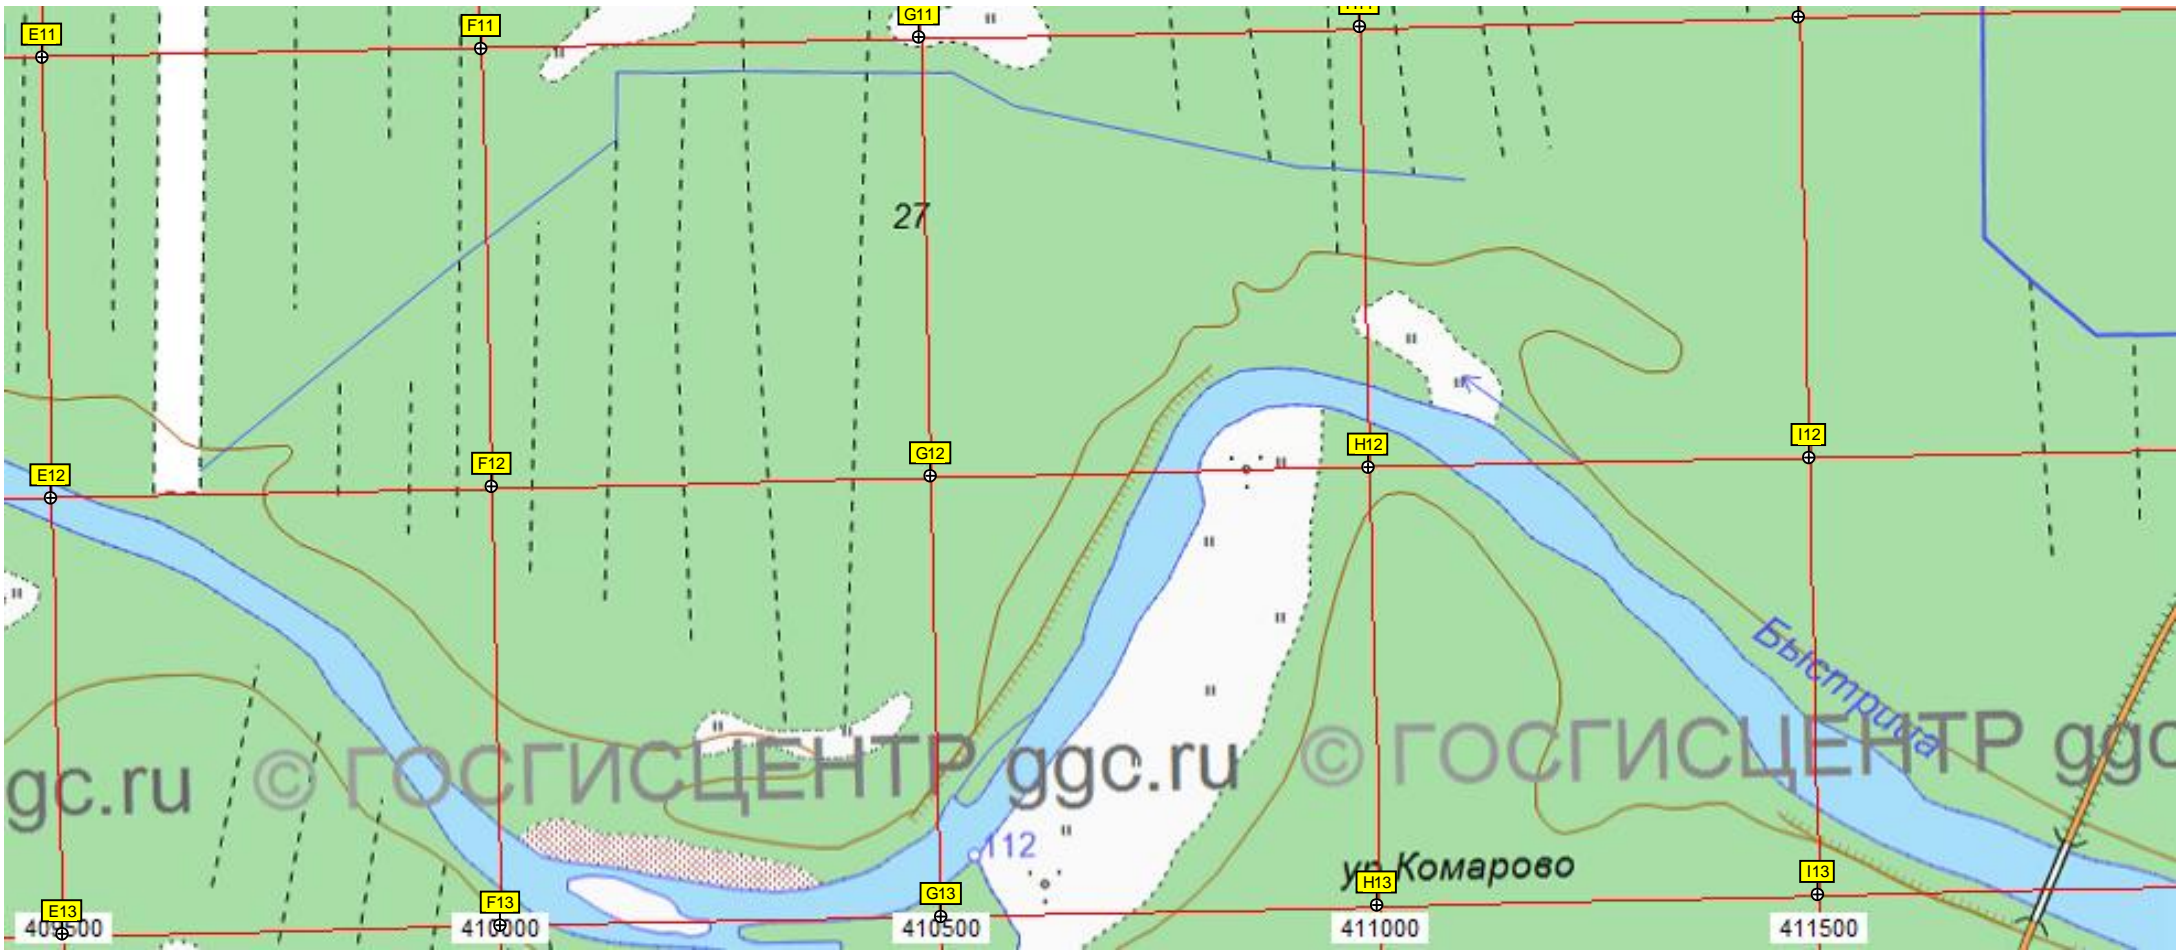 E11
F11
G11
H11
27
E12
F12
G12
H12
I12
Быстрица
gc.ru © ГОСГИСЦЕНТР ggc.ru © ГОСГИСЦЕНТР ggc
112
ур. Комарово
E13
F13
G13
H13
I13
409500
410000
410500
411000
411500